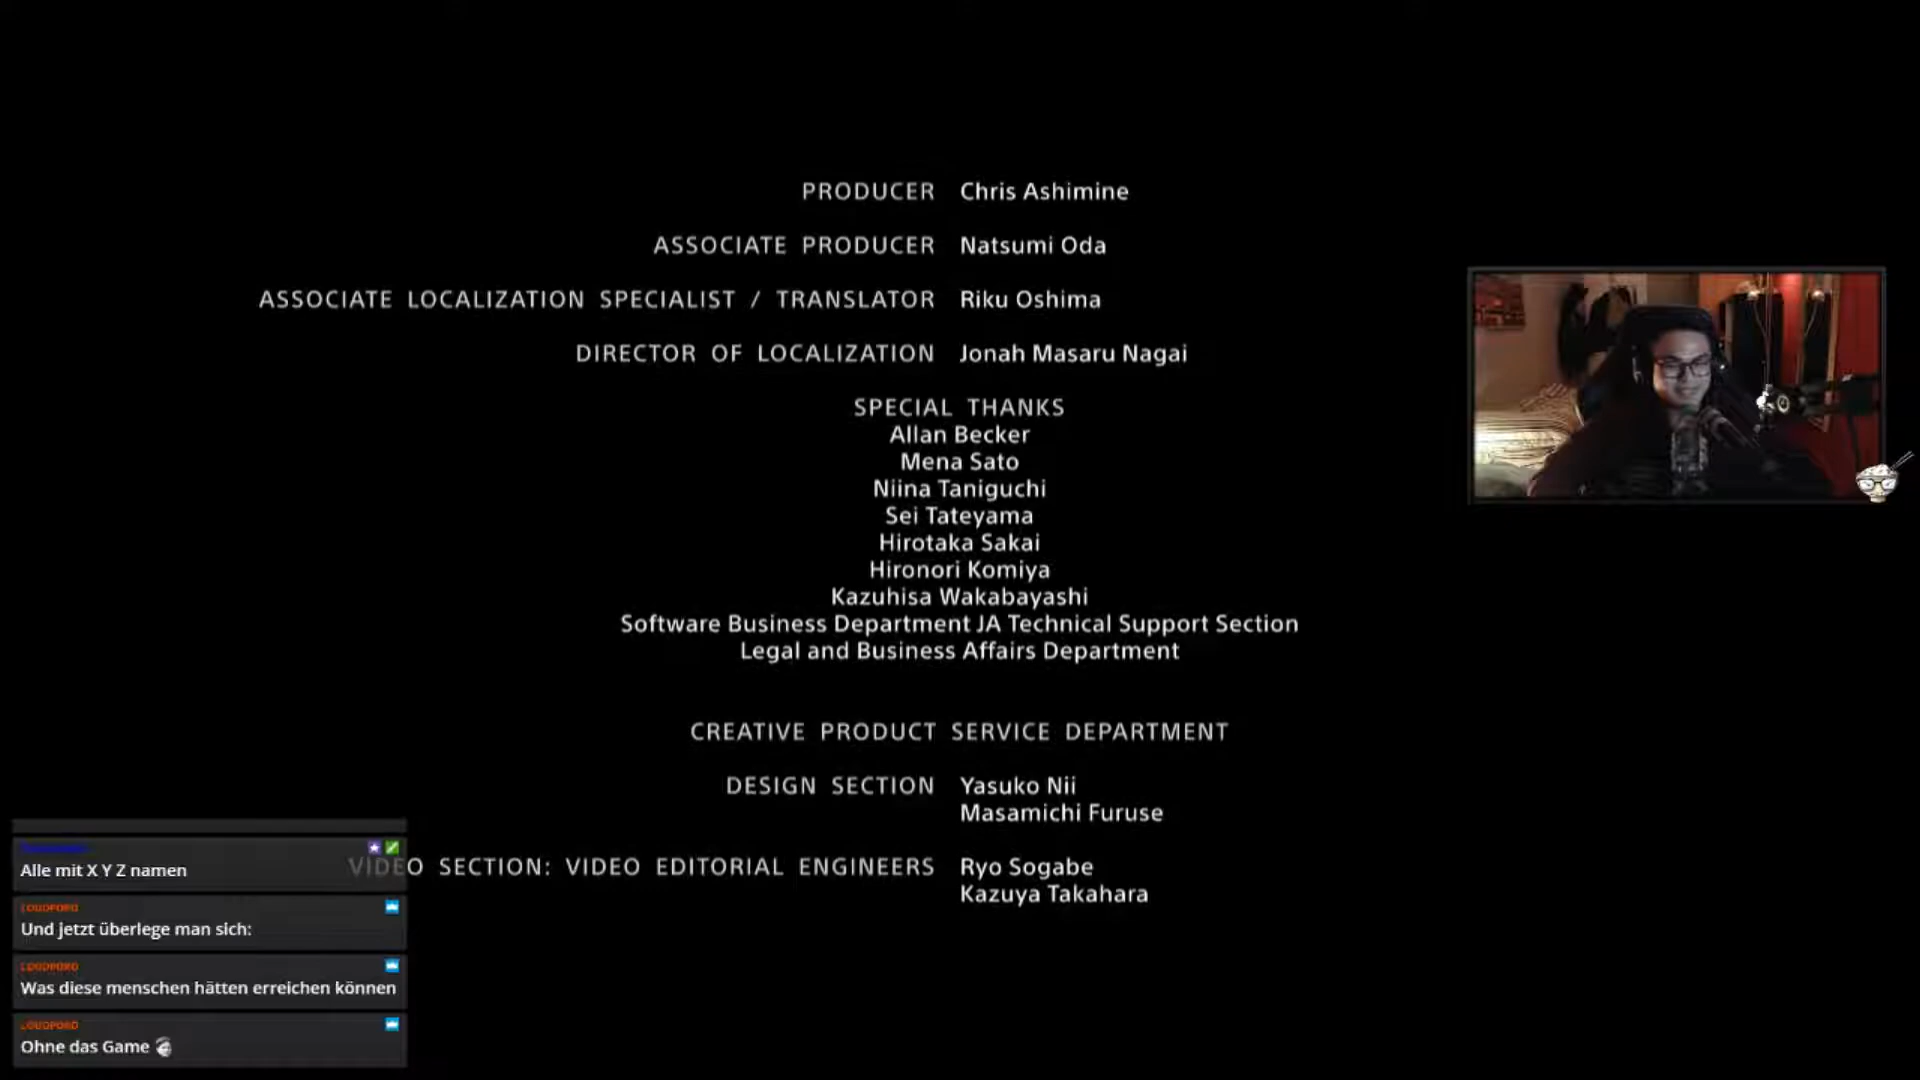 PRODUCER Chris Ashimine
ASSOCIATE PRODUCER Natsumi Oda
ASSOCIATE LOCALIZATION SPECIALIST / TRANSLATOR Riku Oshima
DIRECTOR OF LOCALIZATION Jonah Masaru Nagai
SPECIAL THANKS
Allan Becker
Mena Sato
Niina Taniguchi
Sei Tateyama
Hirotaka Sakai
Hironori Komiya
Kazuhisa Wakabayashi
Software Business Department JA Technical Support Section
Legal and Business Affairs Department
CREATIVE PRODUCT SERVICE DEPARTMENT
DESIGN SECTION Yasuko Nii
Masamichi Furuse
VIDEO SECTION: VIDEO EDITORIAL ENGINEERS Ryo Sogabe
Kazuya Takahara
Alle mit X Y Z namen
LOUDPORO
Und jetzt überlege man sich:
LOUDPORO
Was diese menschen hätten erreichen können
LOUDPORO
Ohne das Game